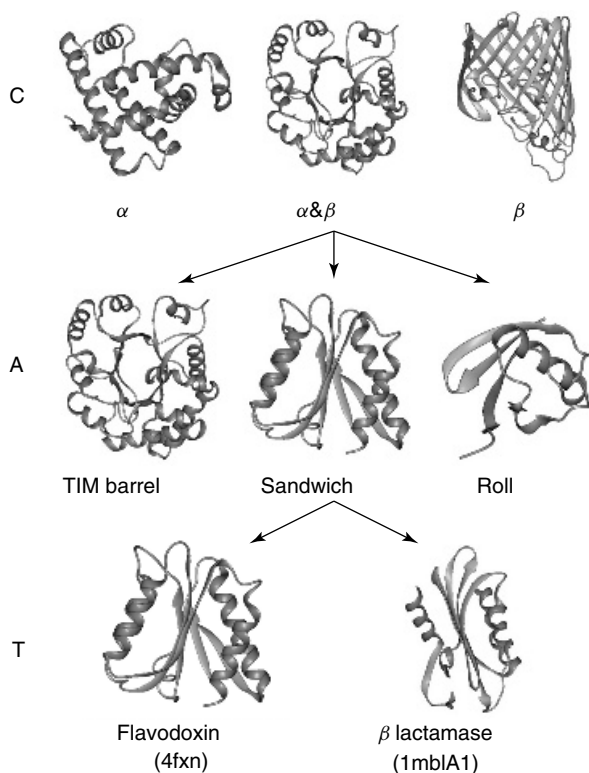 C
α
α&β
β
A
TIM barrel
Sandwich
Roll
T
Flavodoxin
(4fxn)
β lactamase
(1mblA1)